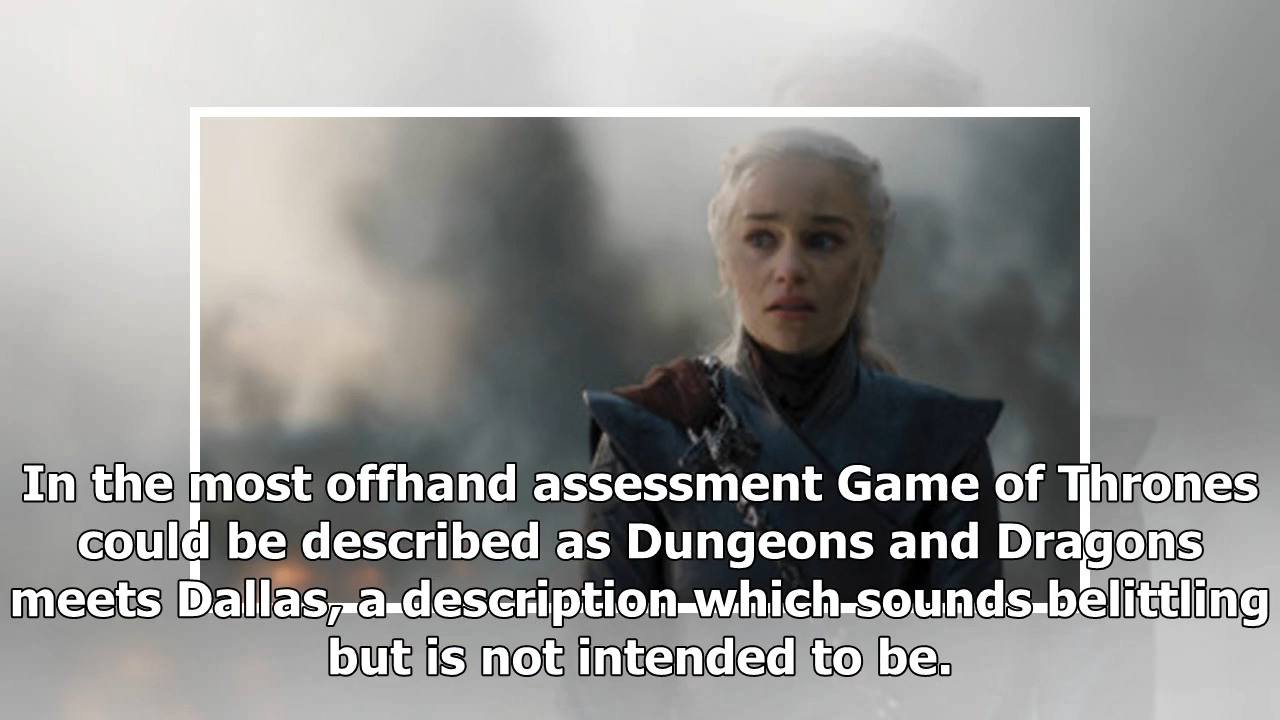 In the most offhand assessment Game of Thrones
could be described as Dungeons and Dragons
meets Dallas, a description which sounds belittling
but is not intended to be.